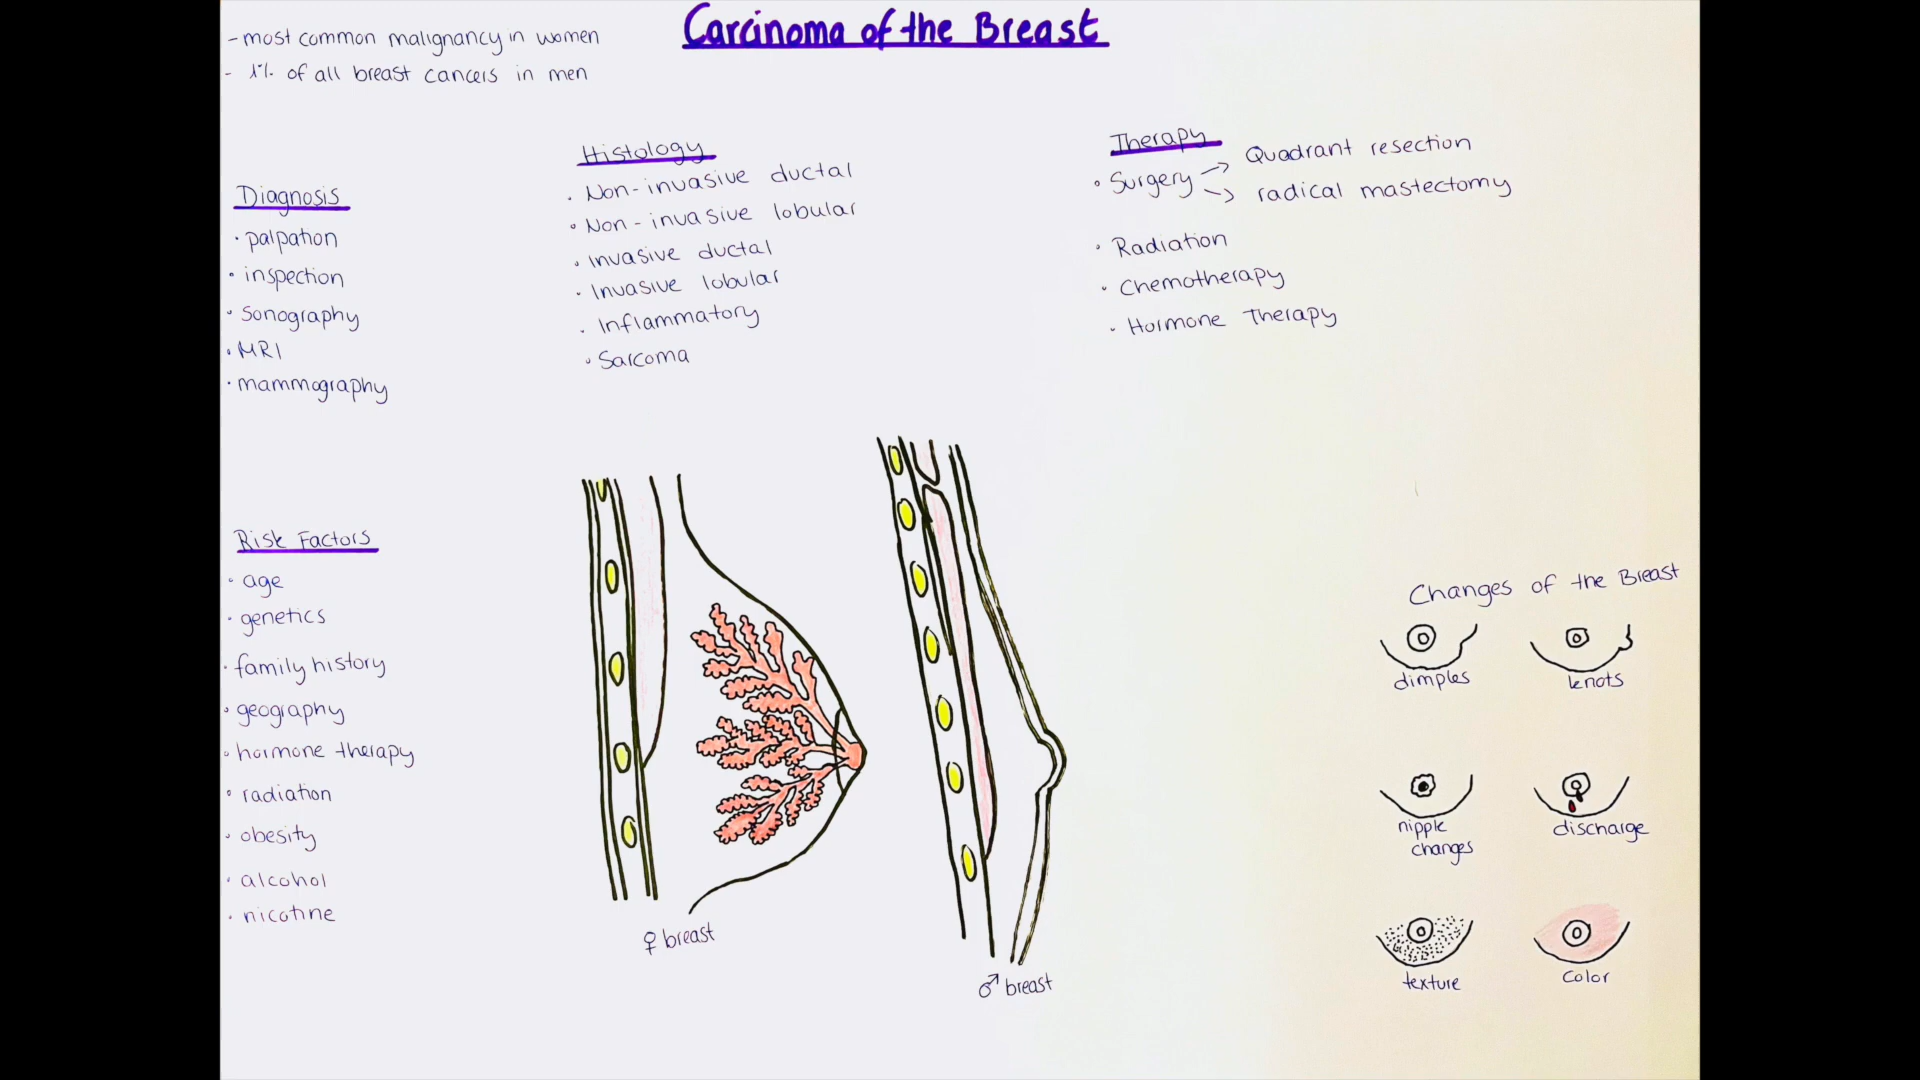 Carcinoma of the Breast
- most common malignancy in women
- 1% of all breast cancers in men
Diagnosis
· palpation
· inspection
· Sonography
· MRI
· mammography
Histology
· Non-invasive ductal
· Non-invasive lobular
· Invasive ductal
· Invasive lobular
· Inflammatory
· Sarcoma
Therapy
· Surgery → Quadrant resection
→ radical mastectomy
· Radiation
· Chemotherapy
· Hormone Therapy
Risk Factors
· age
· genetics
· family history
· geography
· hormone therapy
· radiation
· obesity
· alcohol
· nicotine
♀ breast
♂ breast
Changes of the Breast
dimples
knots
nipple
changes
discharge
texture
Color